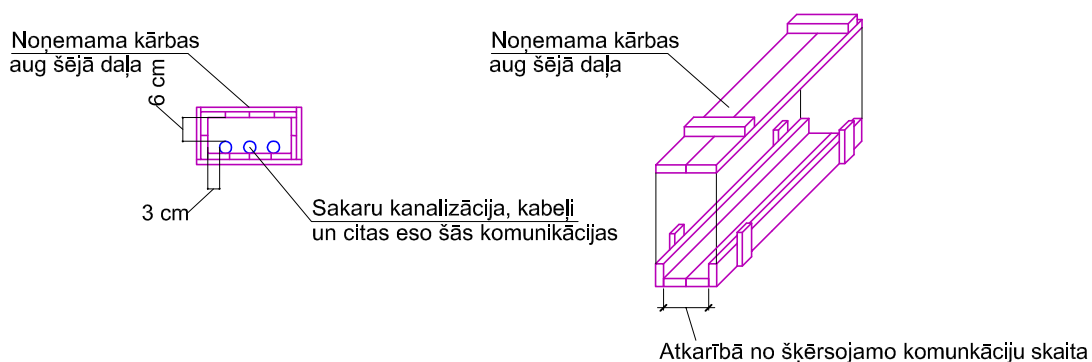 Noņemama kārbas
aug šējā daļa
6 cm
3 cm
Sakaru kanalizācija, kabeļi
un citas eso šās komunikācijas
Noņemama kārbas
aug šējā daļa
Atkarībā no šķērsojamo komunkāciju skaita